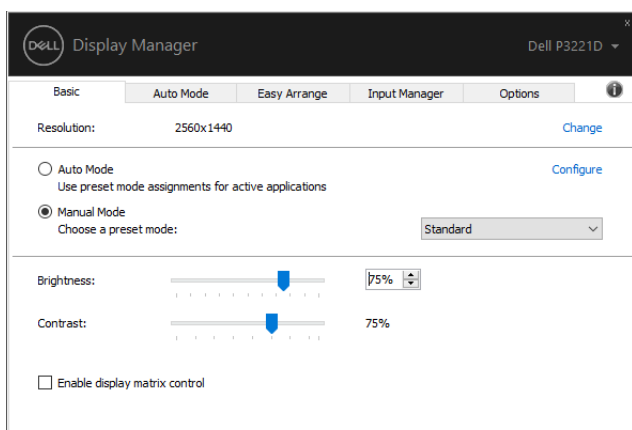 DELL Display Manager
Dell P3221D
x
Basic Auto Mode Easy Arrange Input Manager Options i
Resolution: 2560x1440 Change
Auto Mode Configure
Use preset mode assignments for active applications
Manual Mode
Choose a preset mode: Standard
Brightness: 75%
Contrast: 75%
Enable display matrix control